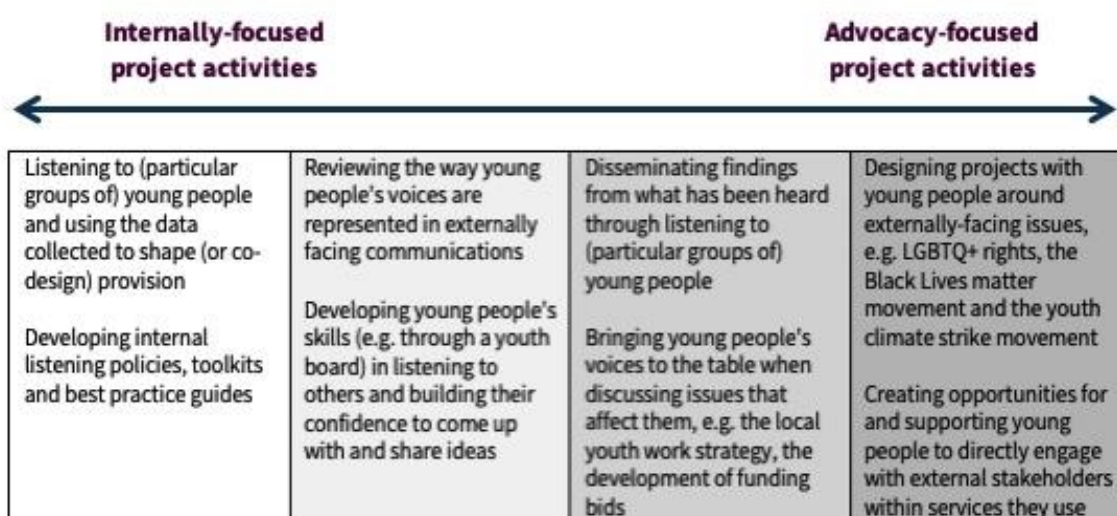 Internally-focused
project activities
Advocacy-focused
project activities
Listening to (particular
groups of) young people
and using the data
collected to shape (or co-
design) provision
Developing internal
listening policies, toolkits
and best practice guides
Reviewing the way young
people's voices are
represented in externally
facing communications
Developing young people's
skills (e.g. through a youth
board) in listening to
others and building their
confidence to come up
with and share ideas
Disseminating findings
from what has been heard
through listening to
(particular groups of)
young people
Bringing young people's
voices to the table when
discussing issues that
affect them, e.g. the local
youth work strategy, the
development of funding
bids
Designing projects with
young people around
externally-facing issues,
e.g. LGBTQ+ rights, the
Black Lives matter
movement and the youth
climate strike movement
Creating opportunities for
and supporting young
people to directly engage
with external stakeholders
within services they use